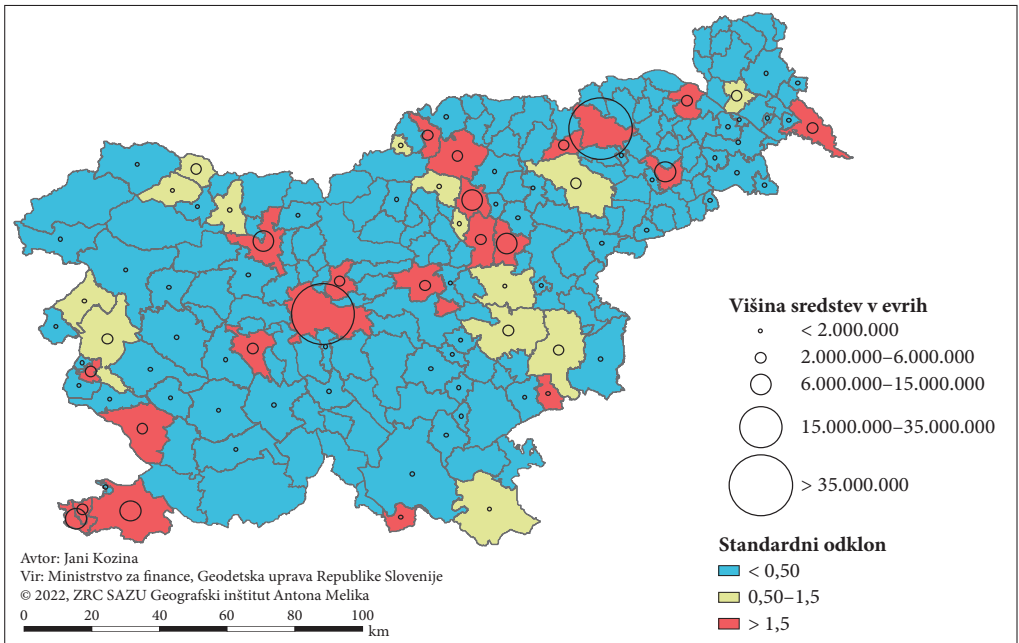 Višina sredstev v evrih
< 2.000.000
2.000.000–6.000.000
6.000.000–15.000.000
15.000.000–35.000.000
> 35.000.000
Standardni odklon
< 0,50
0,50–1,5
> 1,5
Avtor: Jani Kozina
Vir: Ministrstvo za finance, Geodetska uprava Republike Slovenije
© 2022, ZRC SAZU Geografski inštitut Antona Melika
0 20 40 60 80 100
km